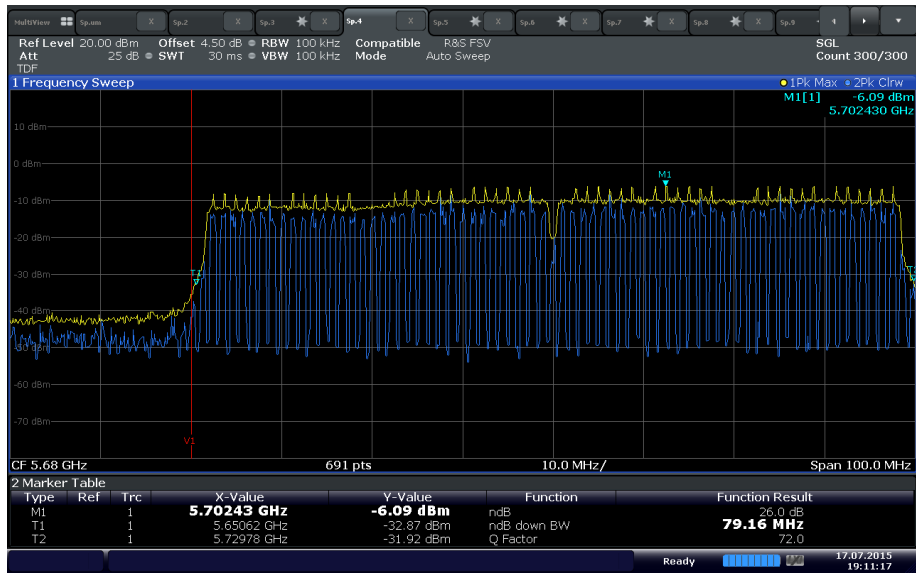 MultiView Sp.um X Sp.2 X Sp.3 X Sp.4 X Sp.5 X Sp.6 X Sp.7 X Sp.8 X Sp.9
Ref Level 20.00 dBm Offset 4.50 dB RBW 100 kHz Compatible R&S FSV SGL
Att 25 dB SWT 30 ms VBW 100 kHz Mode Auto Sweep Count 300/300
TDF
1 Frequency Sweep 1Pk Max 2Pk Clrw
M1[1] -6.09 dBm
5.702430 GHz
10 dBm
0 dBm
M1
-10 dBm
-20 dBm
-30 dBm
-40 dBm
-60 dBm
-70 dBm
V1
CF 5.68 GHz 691 pts 10.0 MHz/ Span 100.0 MHz
2 Marker Table
Type Ref Trc X-Value Y-Value Function Function Result
M1 1 5.70243 GHz -6.09 dBm ndB 26.0 dB
T1 1 5.65062 GHz -32.87 dBm ndB down BW 79.16 MHz
T2 1 5.72978 GHz -31.92 dBm Q Factor 72.0
Ready 17.07.2015
19:11:17